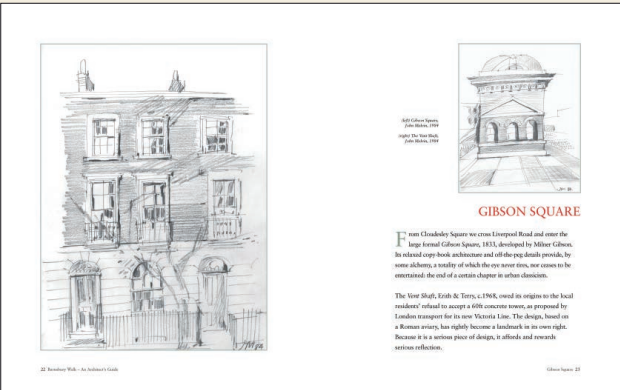 (left) Gibson Square,
John Melvin, 1984
(right) The Vent Shaft,
John Melvin, 1984
GIBSON SQUARE
From Cloudesley Square we cross Liverpool Road and enter the
large formal Gibson Square, 1833, developed by Milner Gibson.
Its relaxed copy-book architecture and off-the-peg details provide, by
some alchemy, a totality of which the eye never tires, nor ceases to be
entertained: the end of a certain chapter in urban classicism.
The Vent Shaft, Erith & Terry, c.1968, owed its origins to the local
residents' refusal to accept a 60ft concrete tower, as proposed by
London transport for its new Victoria Line. The design, based on
a Roman aviary, has rightly become a landmark in its own right.
Because it is a serious piece of design, it affords and rewards
serious reflection.
22 Barnsbury Walk – An Architect's Guide
Gibson Square 23